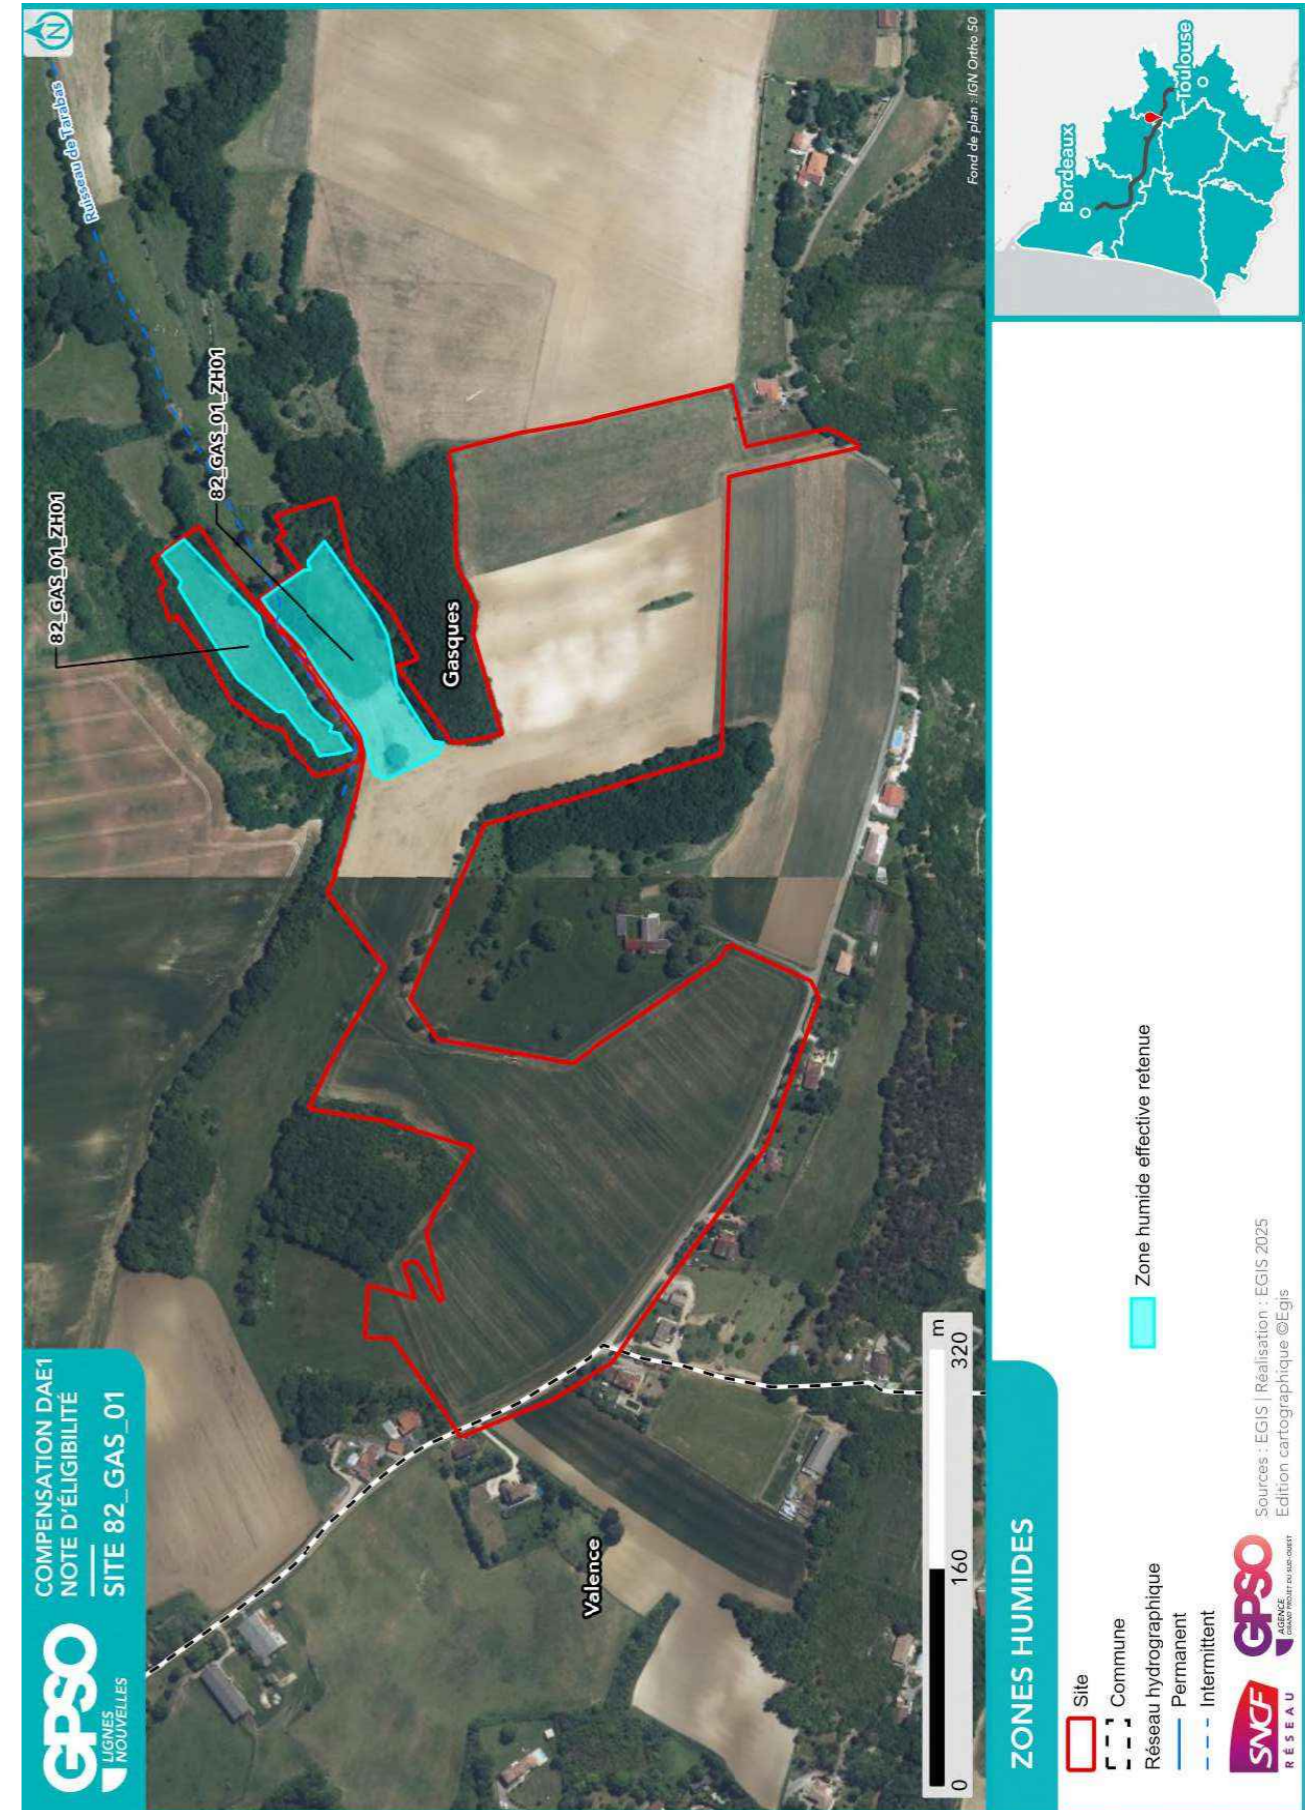 GPSO
LIGNES
NOUVELLES
COMPENSATION DAE1
NOTE D'ÉLIGIBILITÉ
SITE 82_GAS_01
N
Ruisseau de Tarabas
82_GAS_01_ZH01
82_GAS_01_ZH01
Gasques
Valence
0 160 320
m
Fond de plan : IGN Ortho 50
ZONES HUMIDES
Site
Commune
Réseau hydrographique
Permanent
Intermittent
Zone humide effective retenue
SNCF
RÉSEAU
GPSO
AGENCE
GRAND PROJET DU SUD-OUEST
Sources : EGIS | Réalisation : EGIS 2025
Edition cartographique ©Egis
Bordeaux
Toulouse